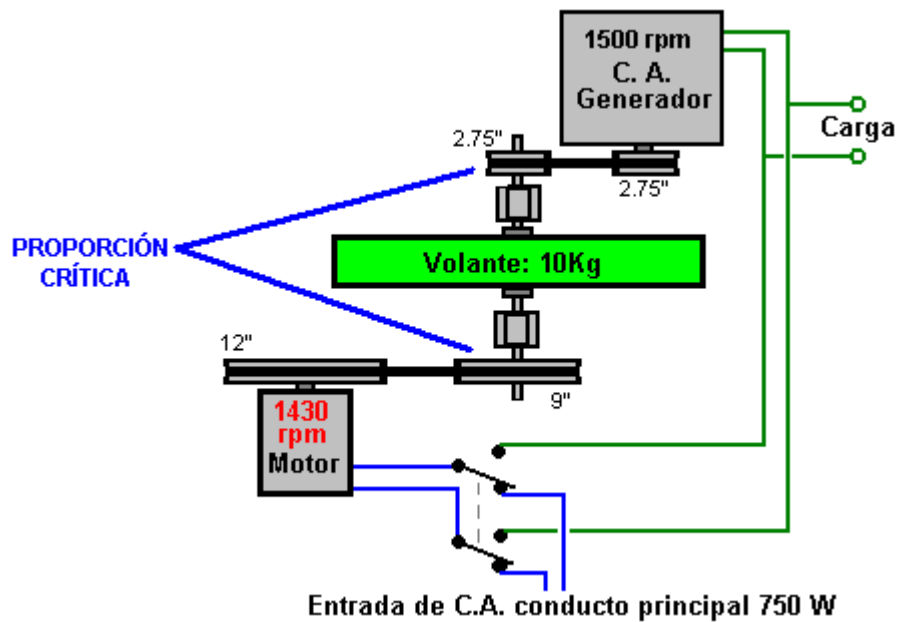 1500 rpm
C. A.
Generador
Carga
2.75"
2.75"
PROPORCIÓN
CRÍTICA
Volante: 10Kg
12"
9"
1430
rpm
Motor
Entrada de C.A. conducto principal 750 W